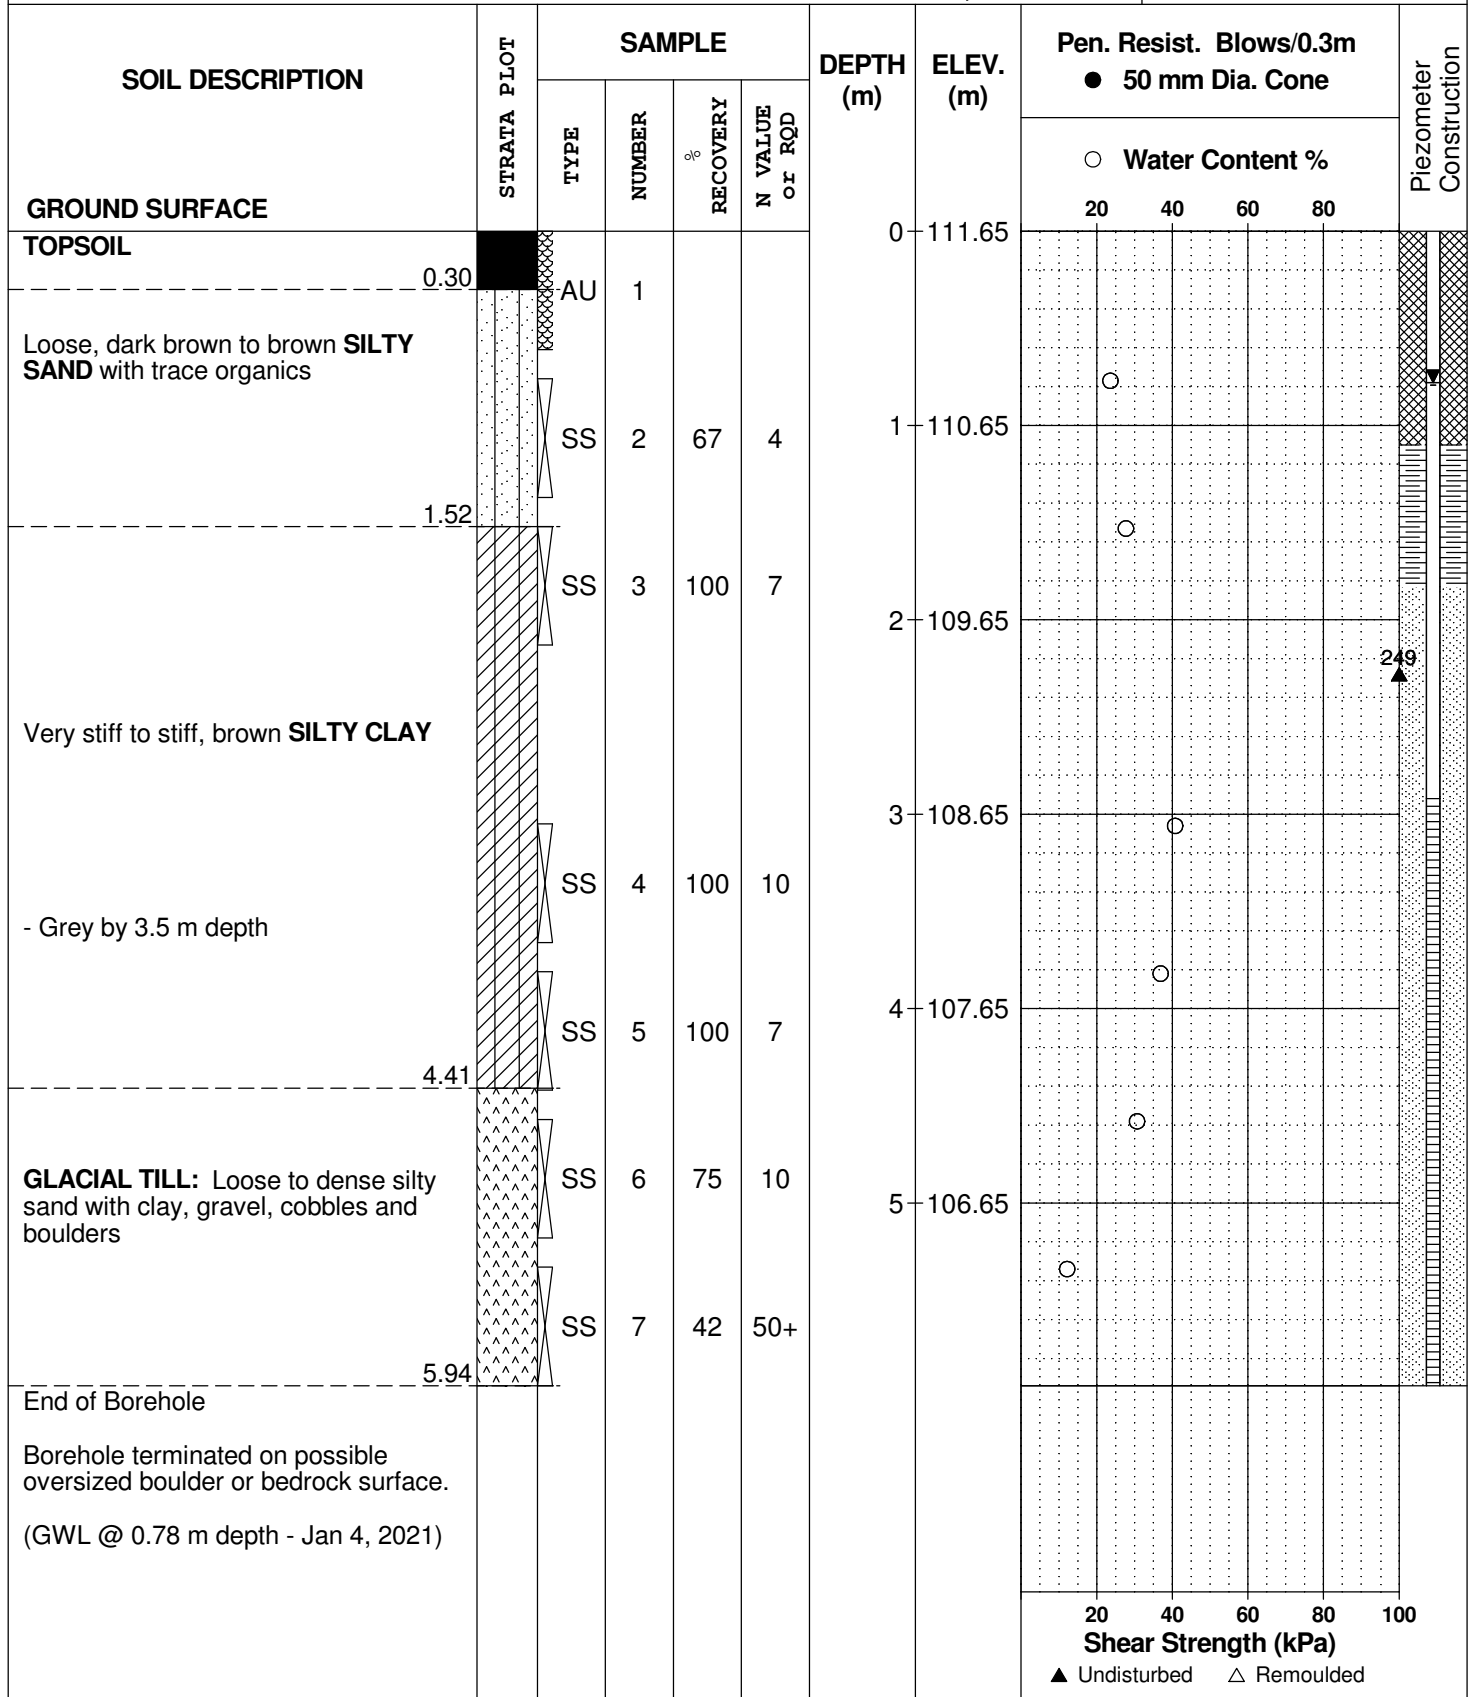 SOIL DESCRIPTION
GROUND SURFACE
STRATA PLOT
SAMPLE
TYPE
NUMBER
%
RECOVERY
N VALUE
or RQD
DEPTH
(m)
ELEV.
(m)
Pen. Resist. Blows/0.3m
● 50 mm Dia. Cone
○ Water Content %
20 40 60 80
Piezometer
Construction
TOPSOIL
0.30
0 111.65
AU 1
Loose, dark brown to brown SILTY
SAND with trace organics
1 110.65
SS 2 67 4
1.52
SS 3 100 7
2 109.65
249
Very stiff to stiff, brown SILTY CLAY
3 108.65
SS 4 100 10
- Grey by 3.5 m depth
4 107.65
SS 5 100 7
4.41
GLACIAL TILL: Loose to dense silty
sand with clay, gravel, cobbles and
boulders
SS 6 75 10
5 106.65
SS 7 42 50+
5.94
End of Borehole
Borehole terminated on possible
oversized boulder or bedrock surface.
(GWL @ 0.78 m depth - Jan 4, 2021)
20 40 60 80 100
Shear Strength (kPa)
▲ Undisturbed △ Remoulded